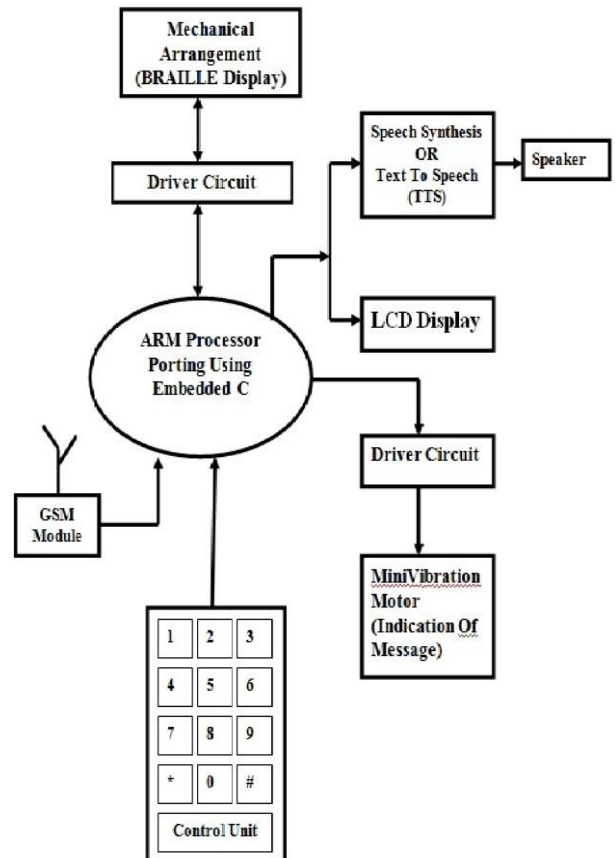 Mechanical
Arrangement
(BRAILLE Display)
Driver Circuit
Speech Synthesis
OR
Text To Speech
(TTS)
Speaker
LCD Display
ARM Processor
Porting Using
Embedded C
Driver Circuit
GSM
Module
MiniVibration
Motor
(Indication Of
Message)
1 2 3
4 5 6
7 8 9
* 0 #
Control Unit